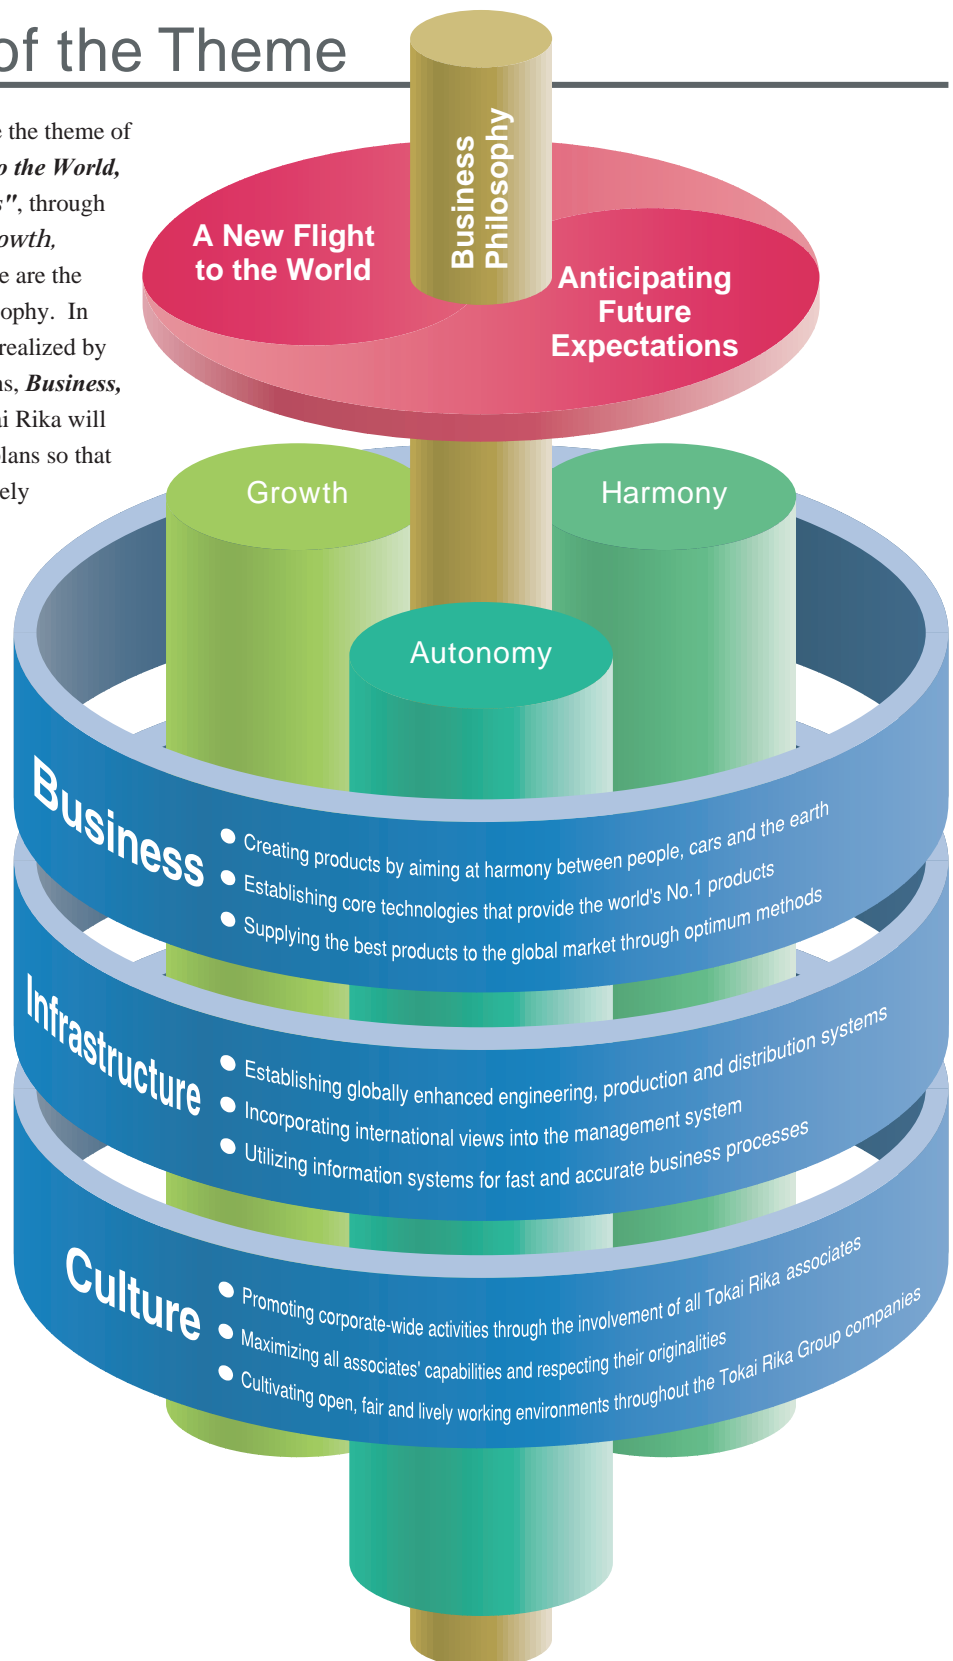 of the Theme
e the theme of
o the World,
s", through
owth,
e are the
ophy. In
realized by
ns, Business,
ai Rika will
plans so that
ely
Business
Philosophy
A New Flight
to the World
Anticipating
Future
Expectations
Growth
Harmony
Autonomy
Business
● Creating products by aiming at harmony between people, cars and the earth
● Establishing core technologies that provide the world's No.1 products
● Supplying the best products to the global market through optimum methods
Infrastructure
● Establishing globally enhanced engineering, production and distribution systems
● Incorporating international views into the management system
● Utilizing information systems for fast and accurate business processes
Culture
● Promoting corporate-wide activities through the involvement of all Tokai Rika associates
● Maximizing all associates' capabilities and respecting their originalities
● Cultivating open, fair and lively working environments throughout the Tokai Rika Group companies